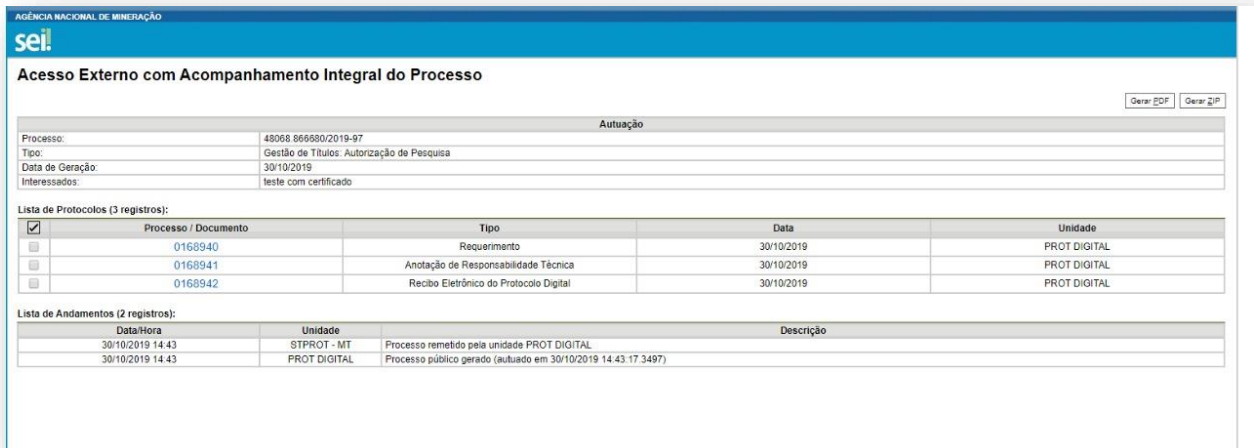 AGÊNCIA NACIONAL DE MINERAÇÃO
sei!
Acesso Externo com Acompanhamento Integral do Processo
Gerar PDF Gerar ZIP
Autuação
Processo: 48068.866680/2019-97
Tipo: Gestão de Títulos: Autorização de Pesquisa
Data de Geração: 30/10/2019
Interessados: teste com certificado
Lista de Protocolos (3 registros):
Processo / Documento Tipo Data Unidade
0168940 Requerimento 30/10/2019 PROT DIGITAL
0168941 Anotação de Responsabilidade Técnica 30/10/2019 PROT DIGITAL
0168942 Recibo Eletrônico do Protocolo Digital 30/10/2019 PROT DIGITAL
Lista de Andamentos (2 registros):
Data/Hora Unidade Descrição
30/10/2019 14:43 STPROT - MT Processo remetido pela unidade PROT DIGITAL
30/10/2019 14:43 PROT DIGITAL Processo público gerado (autuado em 30/10/2019 14:43:17.3497)